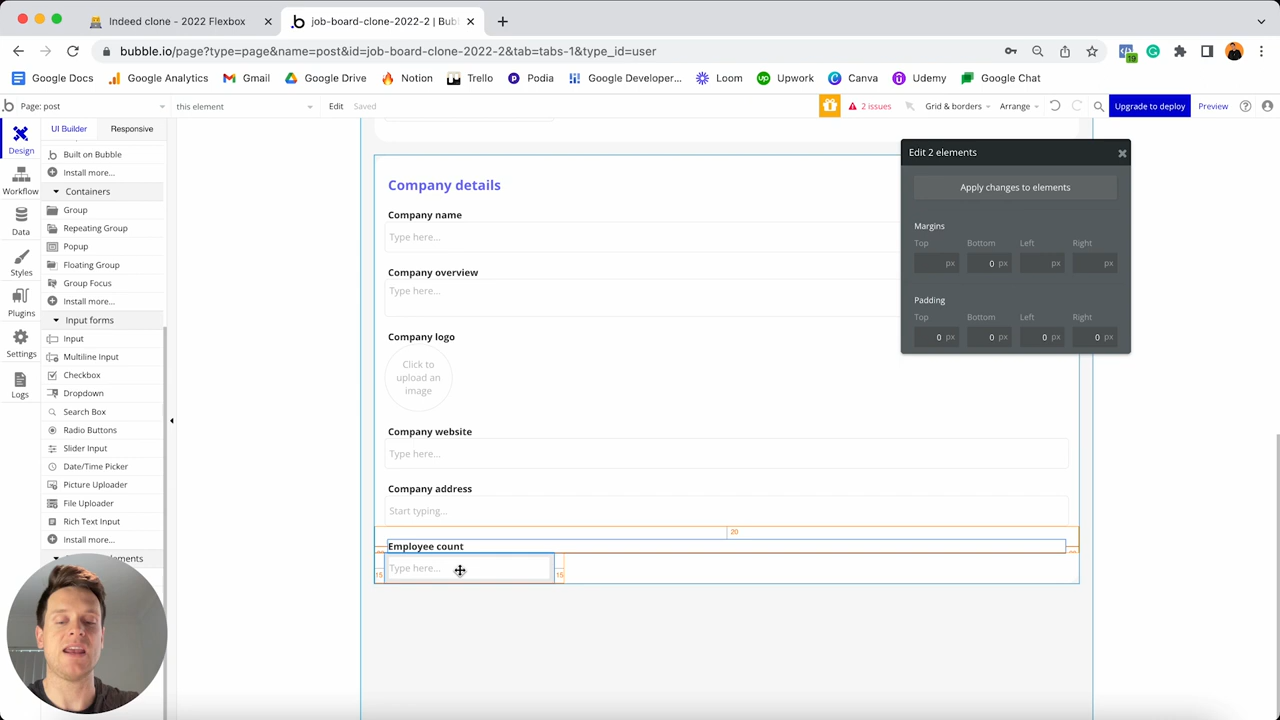 Indeed clone - 2022 Flexbox
job-board-clone-2022-2 | Bubb
bubble.io/page?type=page&name=post&id=job-board-clone-2022-2&tab=tabs-1&type_id=user
19
Google Docs Google Analytics Gmail Google Drive Notion Trello Podia Google Developer... Loom Upwork Canva Udemy Google Chat
Page: post this element Edit Saved 2 issues Grid & borders Arrange Upgrade to deploy Preview
Design
Workflow
Data
Styles
Plugins
Settings
Logs
UI Builder Responsive
Built on Bubble
Install more...
Containers
Group
Repeating Group
Popup
Floating Group
Group Focus
Install more...
Input forms
Input
Multiline Input
Checkbox
Dropdown
Search Box
Radio Buttons
Slider Input
Date/Time Picker
Picture Uploader
File Uploader
Rich Text Input
Install more...
elements
Company details
Company name
Type here...
Company overview
Type here...
Company logo
Click to
upload an
image
Company website
Type here...
Company address
Start typing...
20
Employee count
Type here...
15 15
Edit 2 elements
Apply changes to elements
Margins
Top Bottom Left Right
px 0 px px px
Padding
Top Bottom Left Right
0 px 0 px 0 px 0 px